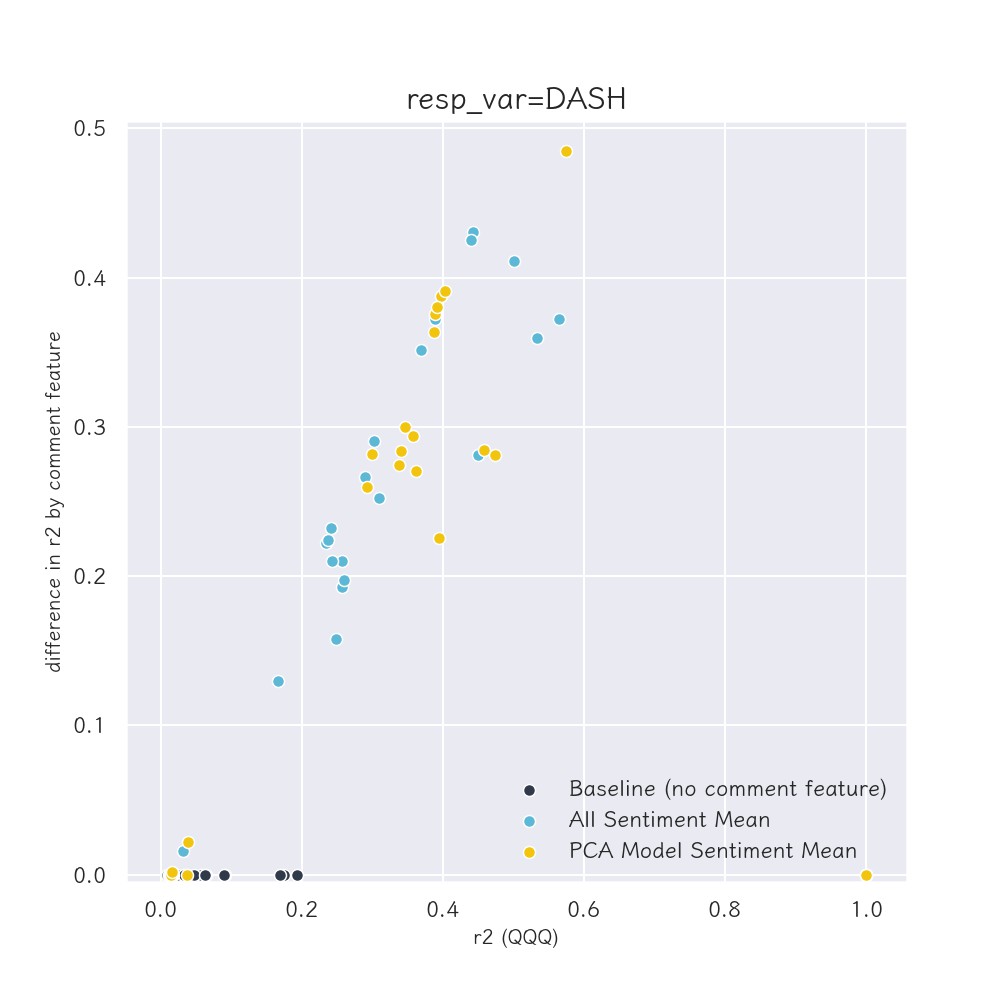 resp_var=DASH
0.5
0.4
0.3
0.2
0.1
0.0
difference in r2 by comment feature
Baseline (no comment feature)
All Sentiment Mean
PCA Model Sentiment Mean
0.0 0.2 0.4 0.6 0.8 1.0
r2 (QQQ)